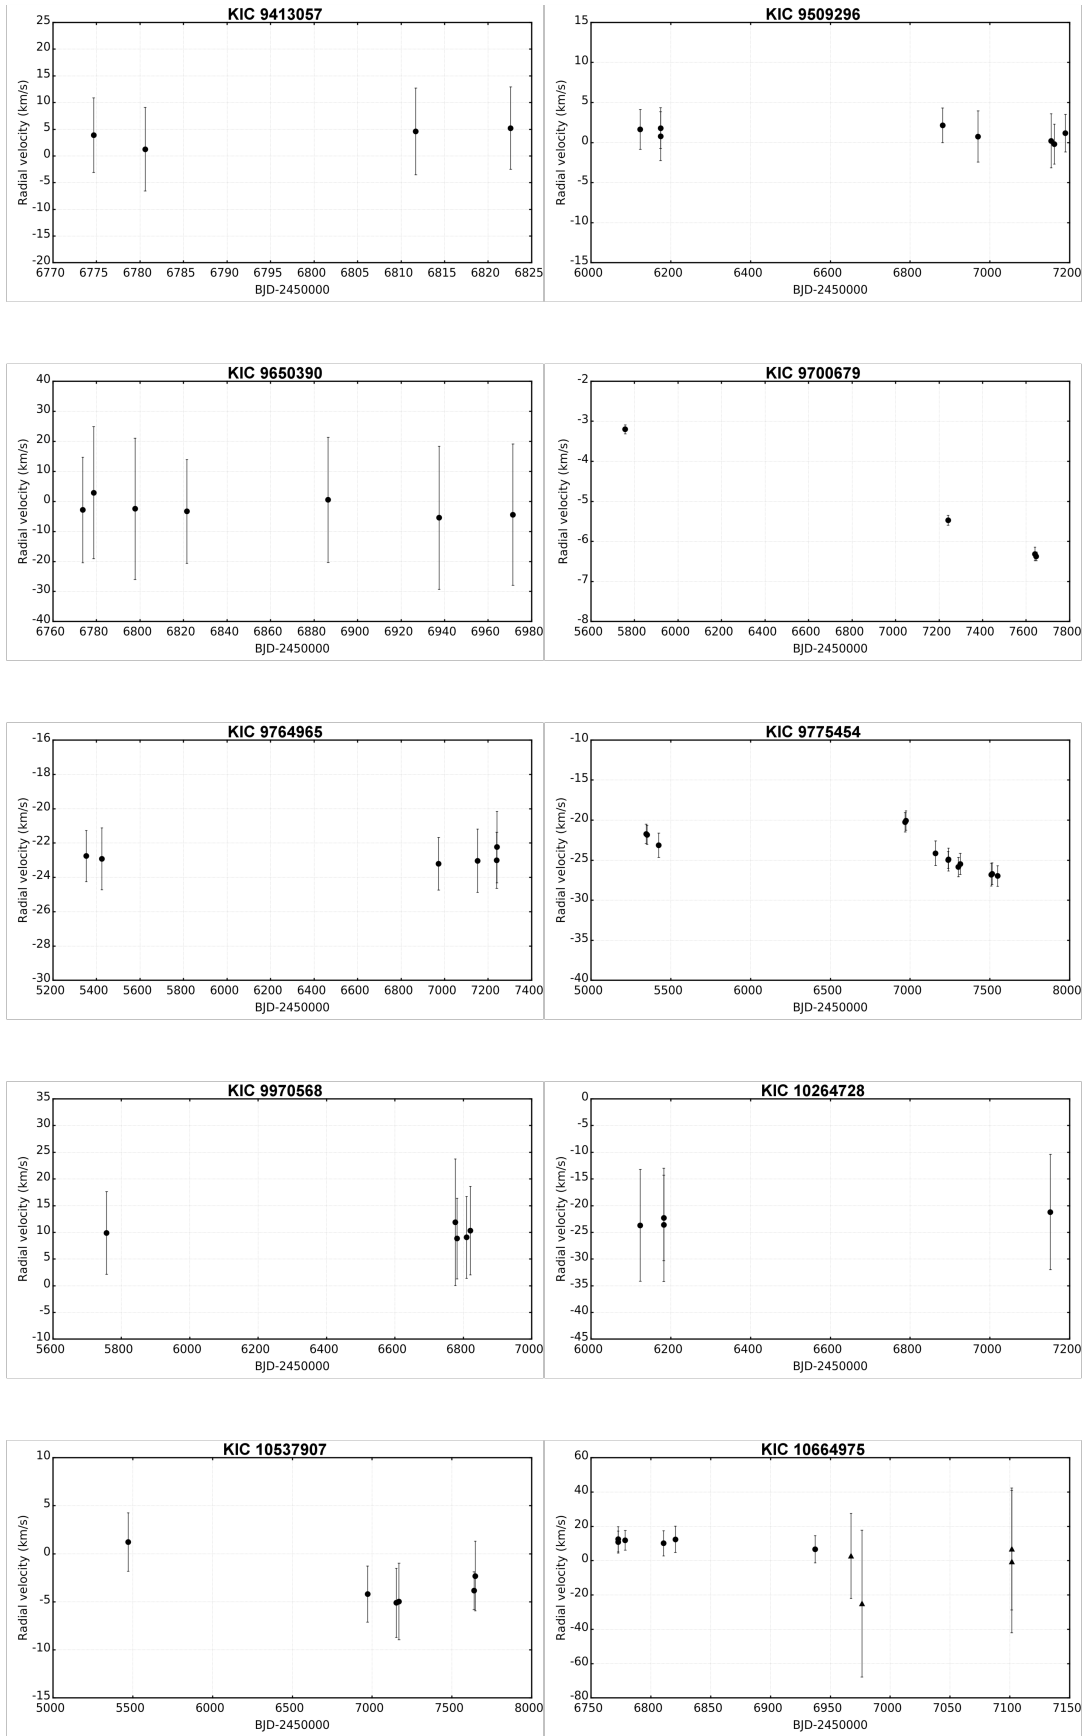 KIC 9413057
25
20
15
10
5
0
-5
-10
-15
-20
Radial velocity (km/s)
6770 6775 6780 6785 6790 6795 6800 6805 6810 6815 6820 6825
BJD-2450000
KIC 9509296
15
10
5
0
-5
-10
-15
Radial velocity (km/s)
6000 6200 6400 6600 6800 7000 7200
BJD-2450000
KIC 9650390
40
30
20
10
0
-10
-20
-30
-40
Radial velocity (km/s)
6760 6780 6800 6820 6840 6860 6880 6900 6920 6940 6960 6980
BJD-2450000
KIC 9700679
-2
-3
-4
-5
-6
-7
-8
Radial velocity (km/s)
5600 5800 6000 6200 6400 6600 6800 7000 7200 7400 7600 7800
BJD-2450000
KIC 9764965
-16
-18
-20
-22
-24
-26
-28
-30
Radial velocity (km/s)
5200 5400 5600 5800 6000 6200 6400 6600 6800 7000 7200 7400
BJD-2450000
KIC 9775454
-10
-15
-20
-25
-30
-35
-40
Radial velocity (km/s)
5000 5500 6000 6500 7000 7500 8000
BJD-2450000
KIC 9970568
35
30
25
20
15
10
5
0
-5
-10
Radial velocity (km/s)
5600 5800 6000 6200 6400 6600 6800 7000
BJD-2450000
KIC 10264728
0
-5
-10
-15
-20
-25
-30
-35
-40
-45
Radial velocity (km/s)
6000 6200 6400 6600 6800 7000 7200
BJD-2450000
KIC 10537907
10
5
0
-5
-10
-15
Radial velocity (km/s)
5000 5500 6000 6500 7000 7500 8000
BJD-2450000
KIC 10664975
60
40
20
0
-20
-40
-60
-80
Radial velocity (km/s)
6750 6800 6850 6900 6950 7000 7050 7100 7150
BJD-2450000